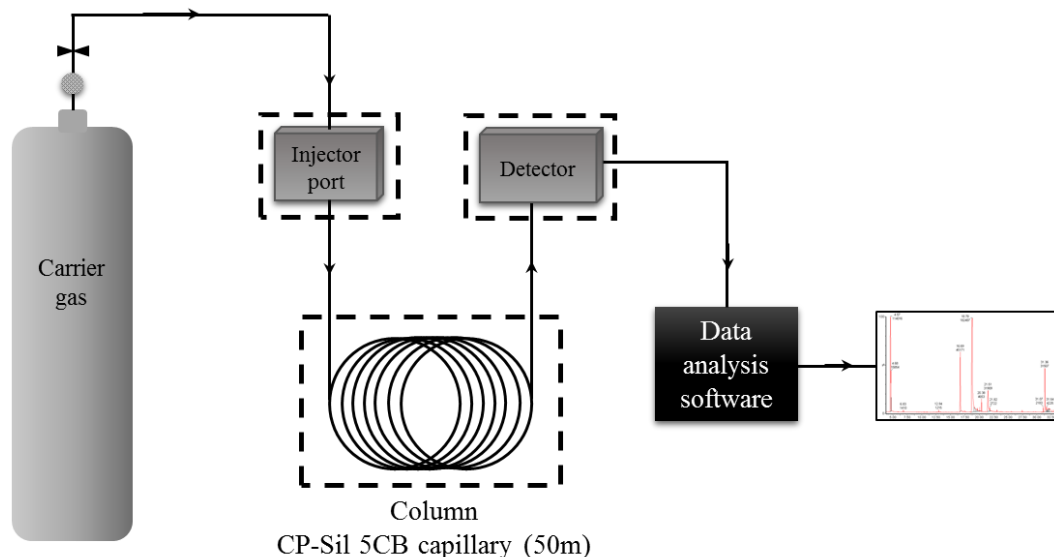 Carrier
gas
Injector
port
Detector
Column
CP-Sil 5CB capillary (50m)
Data
analysis
software